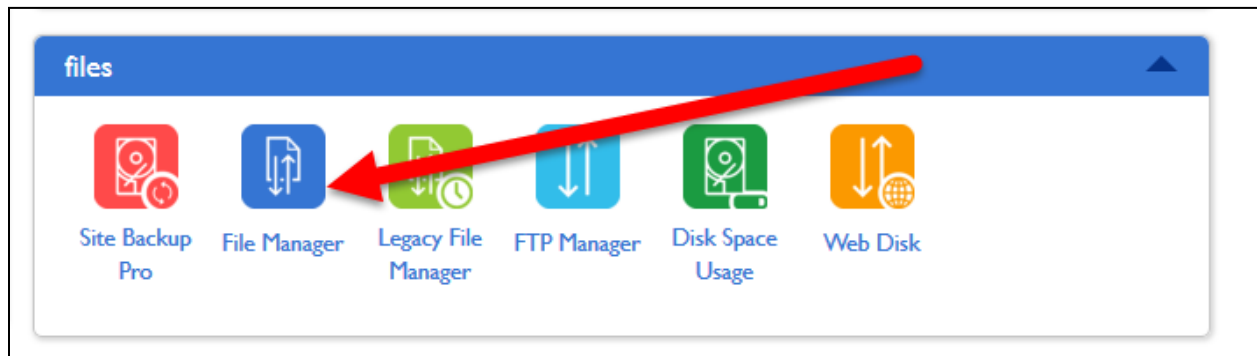 files
Site Backup
Pro
File Manager
Legacy File
Manager
FTP Manager
Disk Space
Usage
Web Disk